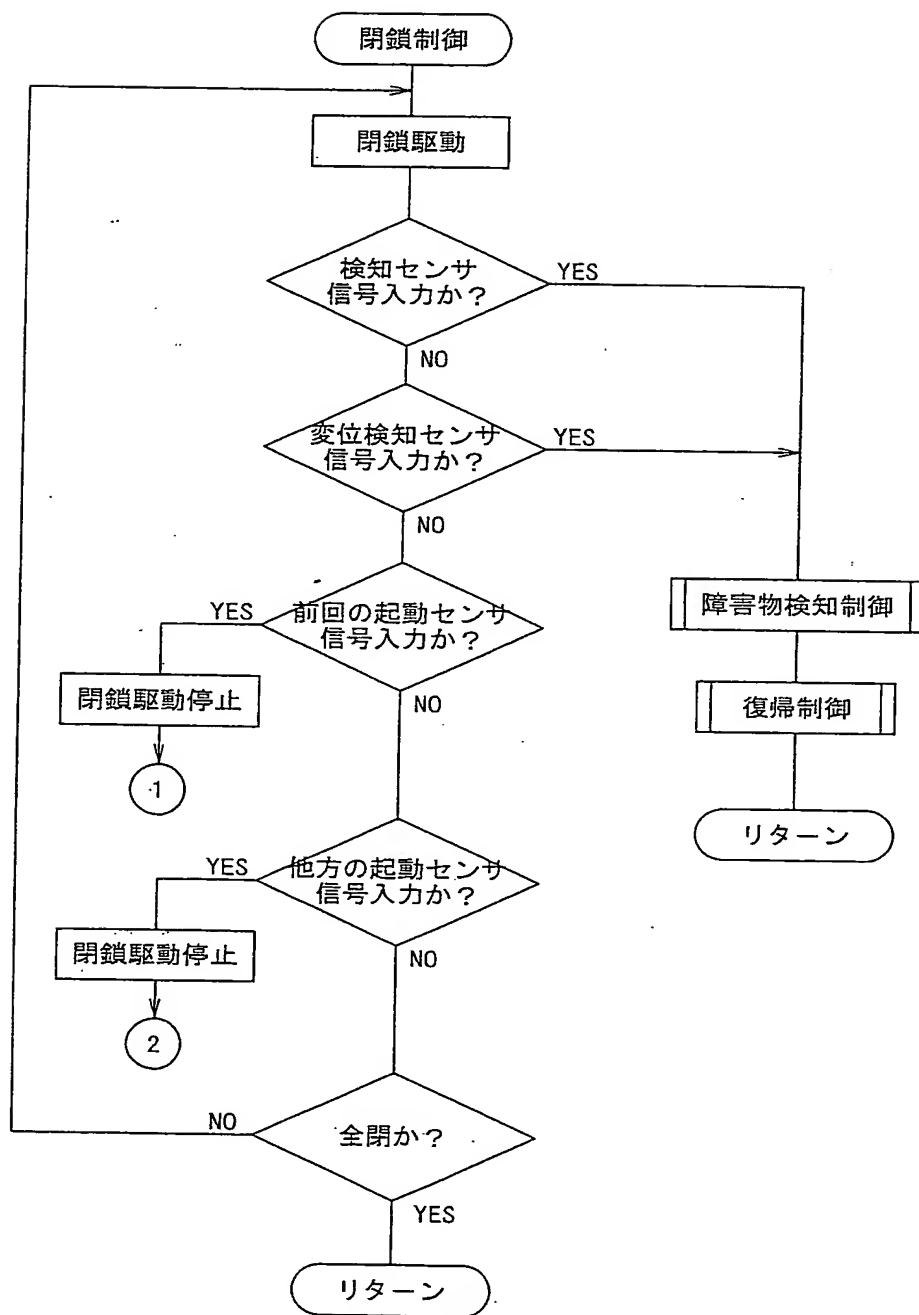 閉鎖制御
閉鎖駆動
検知センサ
信号入力か？
YES
NO
変位検知センサ
信号入力か？
YES
NO
前回の起動センサ
信号入力か？
YES
NO
閉鎖駆動停止
1
障害物検知制御
復帰制御
リターン
他方の起動センサ
信号入力か？
YES
NO
閉鎖駆動停止
2
全閉か？
NO
YES
リターン